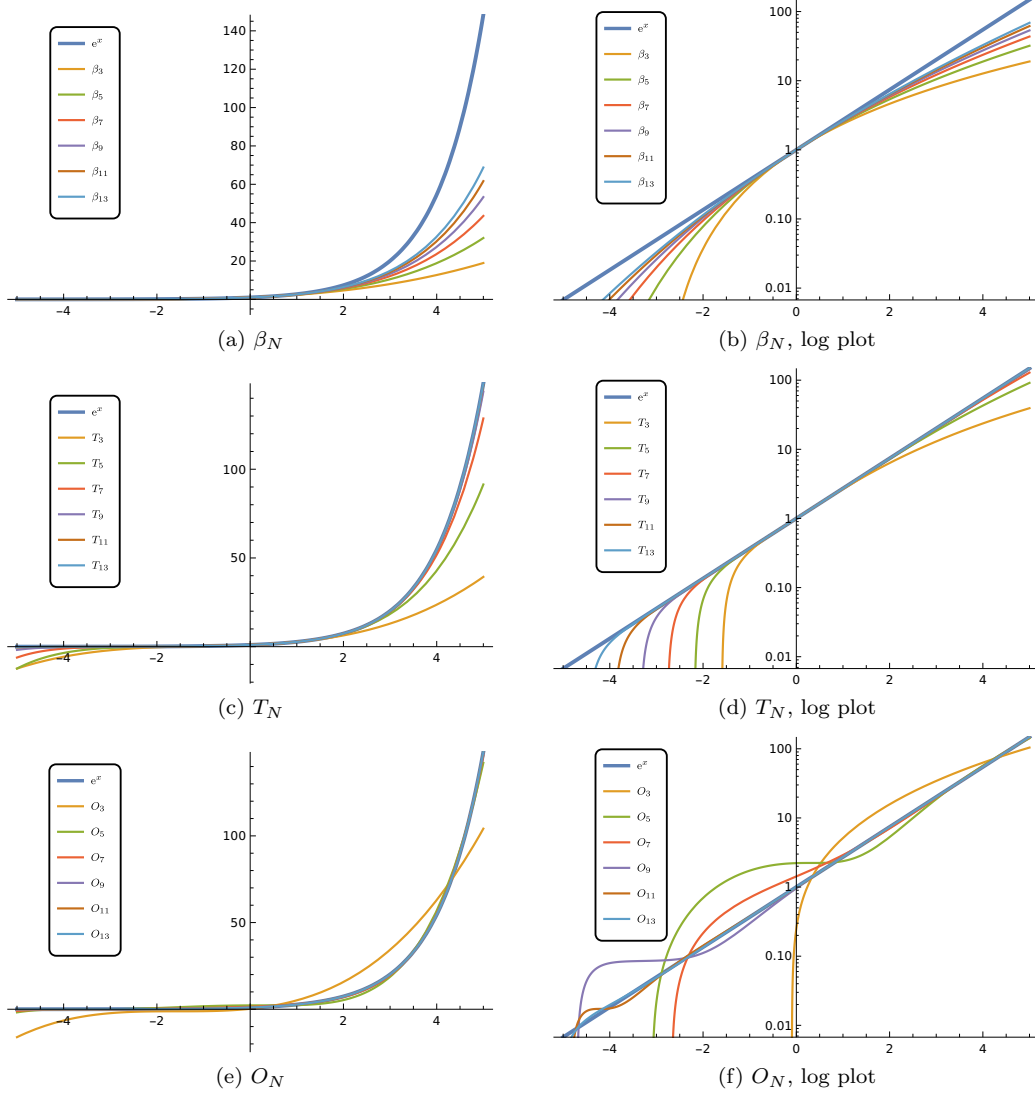 e^x
β_3
β_5
β_7
β_9
β_11
β_13
20
40
60
80
100
120
140
−4
−2
0
2
4
(a) β_N
e^x
β_3
β_5
β_7
β_9
β_11
β_13
0.01
0.10
1
10
100
−4
−2
0
2
4
(b) β_N, log plot
e^x
T_3
T_5
T_7
T_9
T_11
T_13
50
100
−4
−2
0
2
4
(c) T_N
e^x
T_3
T_5
T_7
T_9
T_11
T_13
0.01
0.10
1
10
100
−4
−2
0
2
4
(d) T_N, log plot
e^x
O_3
O_5
O_7
O_9
O_11
O_13
50
100
−4
−2
0
2
4
(e) O_N
e^x
O_3
O_5
O_7
O_9
O_11
O_13
0.01
0.10
1
10
100
−4
−2
0
2
4
(f) O_N, log plot